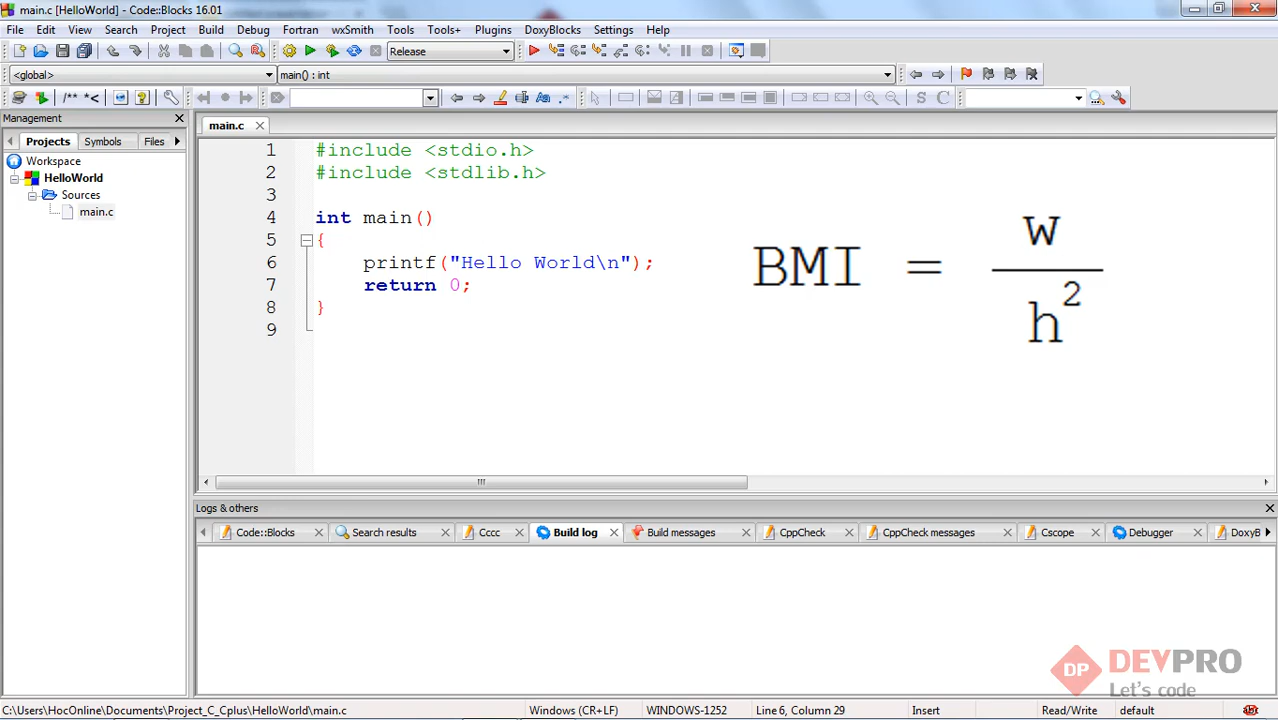 main.c [HelloWorld] - Code::Blocks 16.01
File Edit View Search Project Build Debug Fortran wxSmith Tools Tools+ Plugins DoxyBlocks Settings Help
Release
<global> main() : int
/** *< S C
Management
Projects Symbols Files
Workspace
HelloWorld
Sources
main.c
main.c
1 #include <stdio.h>
2 #include <stdlib.h>
3
4 int main()
5 {
6 printf("Hello World\n");
7 return 0;
8 }
9
BMI = w
h2
Logs & others
Code::Blocks Search results Cccc Build log Build messages CppCheck CppCheck messages Cscope Debugger DoxyB
DP DEVPRO
Let's code
C:\Users\HocOnline\Documents\Project_C_Cplus\HelloWorld\main.c Windows (CR+LF) WINDOWS-1252 Line 6, Column 29 Insert Read/Write default